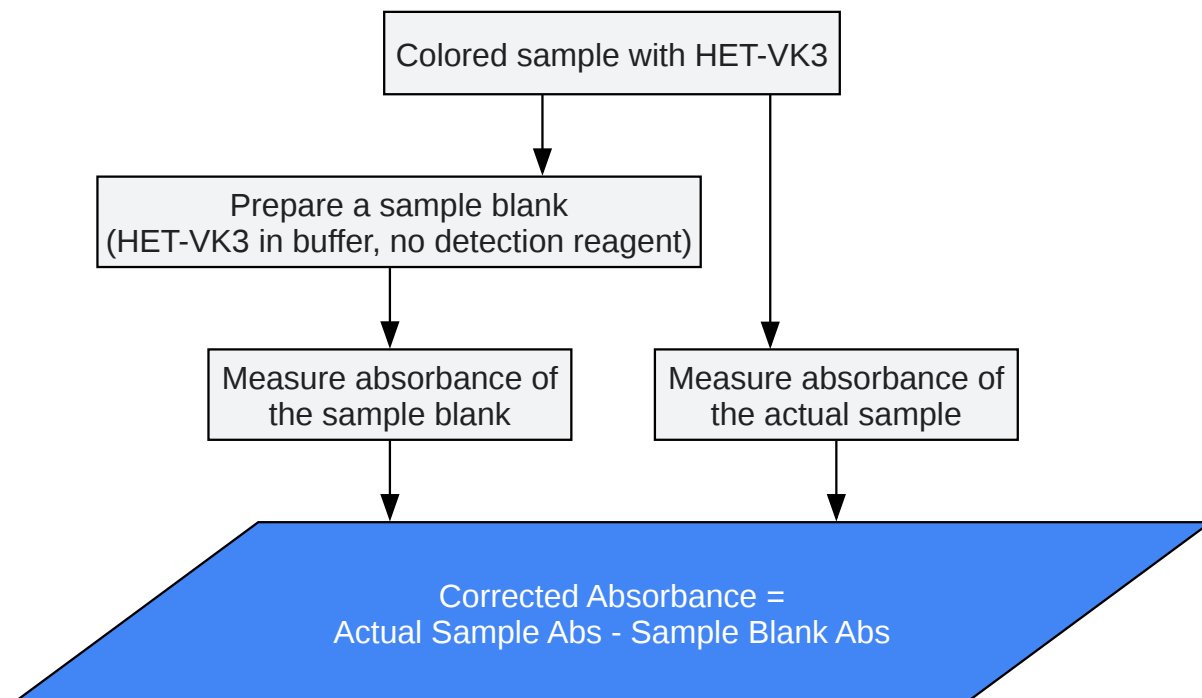 Colored sample with HET-VK3
Prepare a sample blank
(HET-VK3 in buffer, no detection reagent)
Measure absorbance of
the sample blank
Measure absorbance of
the actual sample
Corrected Absorbance =
Actual Sample Abs - Sample Blank Abs